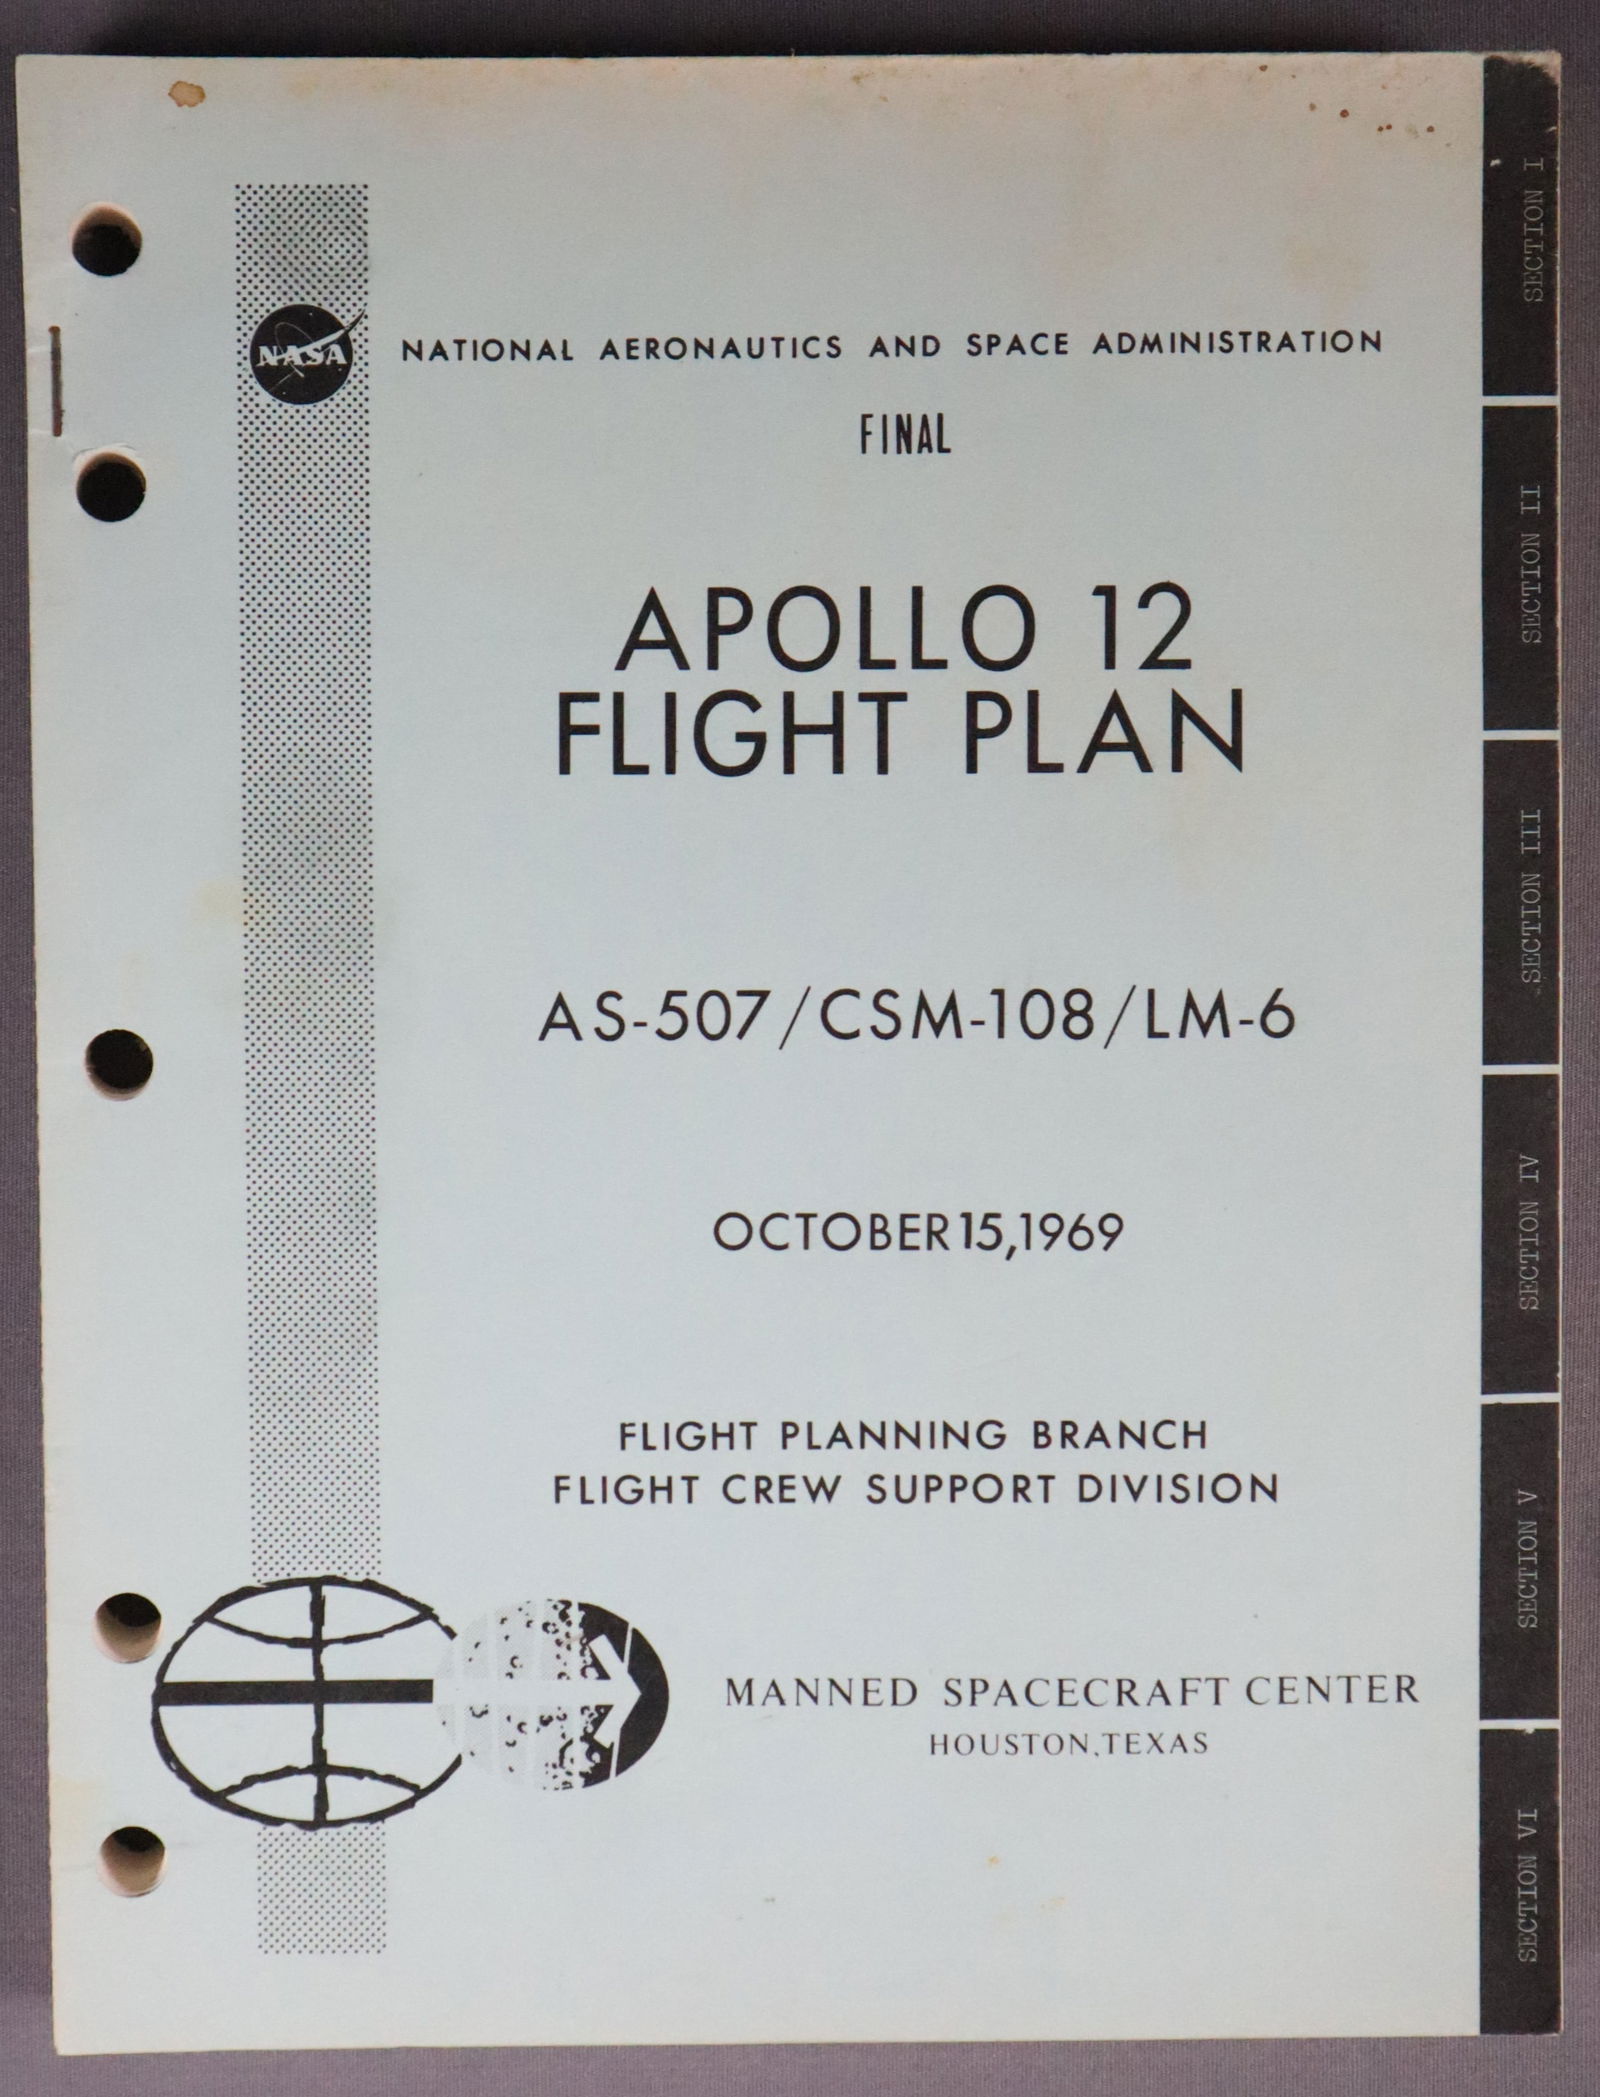 NASA
NATIONAL AERONAUTICS AND SPACE ADMINISTRATION
FINAL
APOLLO 12
FLIGHT PLAN
AS-507/CSM-108/LM-6
OCTOBER 15,1969
FLIGHT PLANNING BRANCH
FLIGHT CREW SUPPORT DIVISION
MANNED SPACECRAFT CENTER
HOUSTON,TEXAS
SECTION I
SECTION II
SECTION III
SECTION IV
SECTION V
SECTION VI